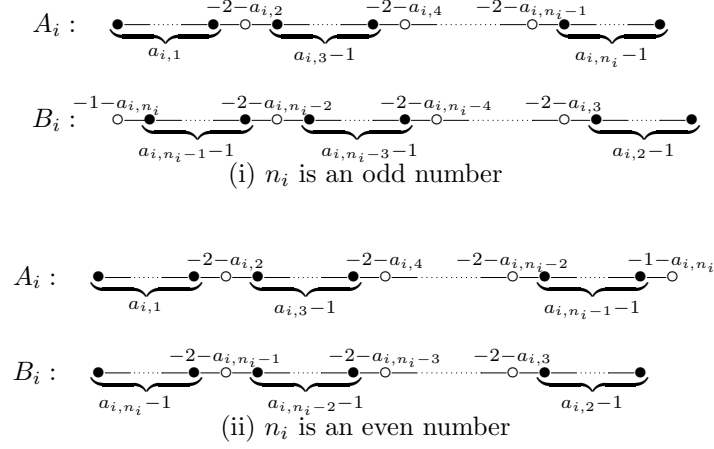 −2−a_{i,2} −2−a_{i,4} −2−a_{i,n_i−1}
A_i :
a_{i,1} a_{i,3}−1 a_{i,n_i}−1
−1−a_{i,n_i} −2−a_{i,n_i−2} −2−a_{i,n_i−4} −2−a_{i,3}
B_i :
a_{i,n_i−1}−1 a_{i,n_i−3}−1 a_{i,2}−1
(i) n_i is an odd number
−2−a_{i,2} −2−a_{i,4} −2−a_{i,n_i−2} −1−a_{i,n_i}
A_i :
a_{i,1} a_{i,3}−1 a_{i,n_i−1}−1
−2−a_{i,n_i−1} −2−a_{i,n_i−3} −2−a_{i,3}
B_i :
a_{i,n_i}−1 a_{i,n_i−2}−1 a_{i,2}−1
(ii) n_i is an even number